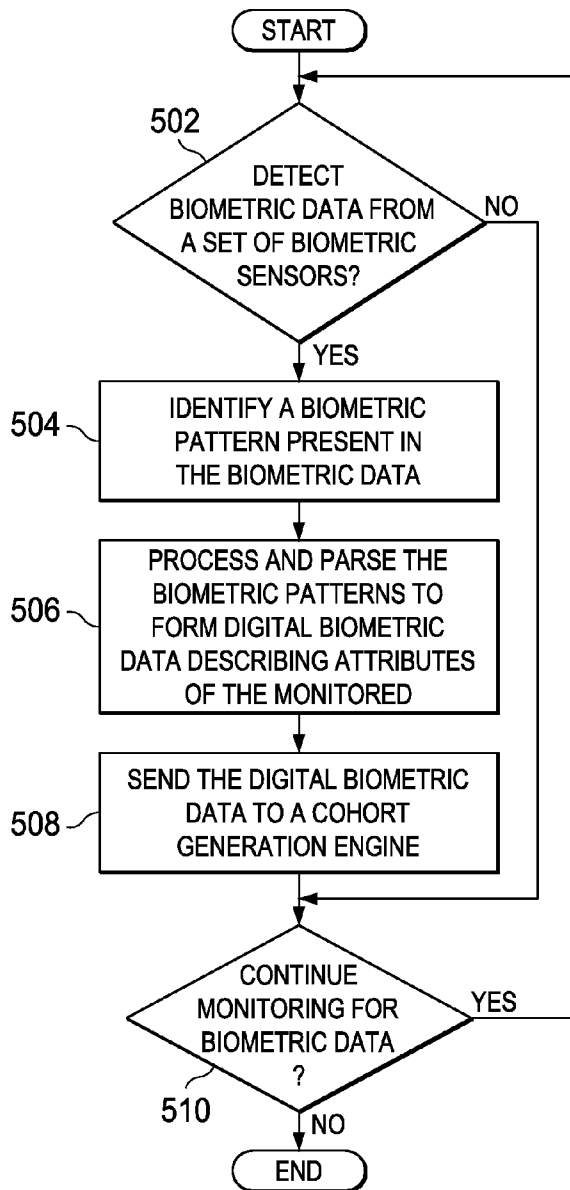 START
502
DETECT
BIOMETRIC DATA FROM
A SET OF BIOMETRIC
SENSORS?
NO
YES
504
IDENTIFY A BIOMETRIC
PATTERN PRESENT IN
THE BIOMETRIC DATA
506
PROCESS AND PARSE THE
BIOMETRIC PATTERNS TO
FORM DIGITAL BIOMETRIC
DATA DESCRIBING ATTRIBUTES
OF THE MONITORED
508
SEND THE DIGITAL BIOMETRIC
DATA TO A COHORT
GENERATION ENGINE
CONTINUE
MONITORING FOR
BIOMETRIC DATA
?
YES
510
NO
END